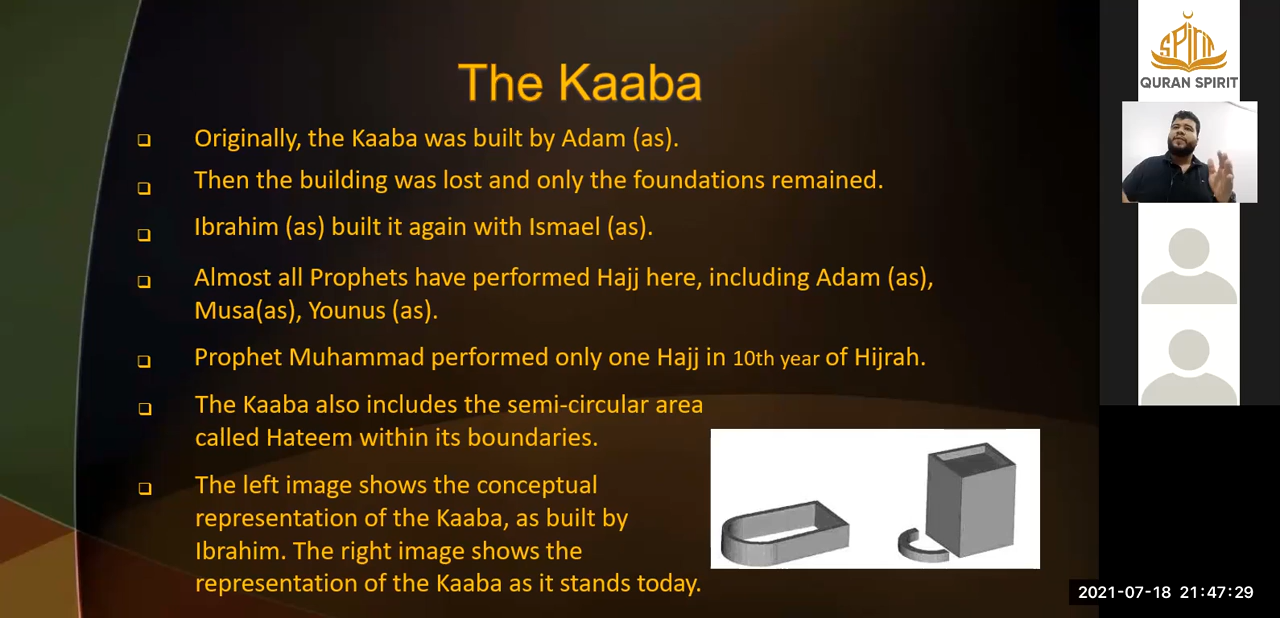 The Kaaba
Originally, the Kaaba was built by Adam (as).
Then the building was lost and only the foundations remained.
Ibrahim (as) built it again with Ismael (as).
Almost all Prophets have performed Hajj here, including Adam (as),
Musa(as), Younus (as).
Prophet Muhammad performed only one Hajj in 10th year of Hijrah.
The Kaaba also includes the semi-circular area
called Hateem within its boundaries.
The left image shows the conceptual
representation of the Kaaba, as built by
Ibrahim. The right image shows the
representation of the Kaaba as it stands today.
SPIRIT
QURAN SPIRIT
2021-07-18 21:47:29